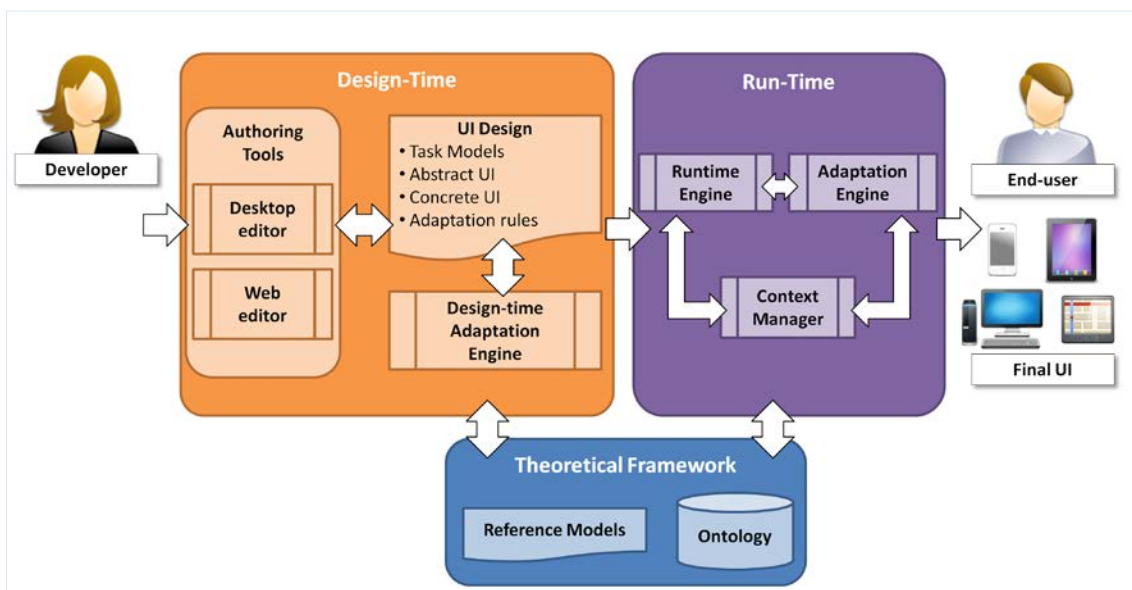 Developer
Design-Time
Authoring
Tools
Desktop
editor
Web
editor
UI Design
• Task Models
• Abstract UI
• Concrete UI
• Adaptation rules
Design-time
Adaptation
Engine
Run-Time
Runtime
Engine
Adaptation
Engine
Context
Manager
End-user
Final UI
Theoretical Framework
Reference Models
Ontology